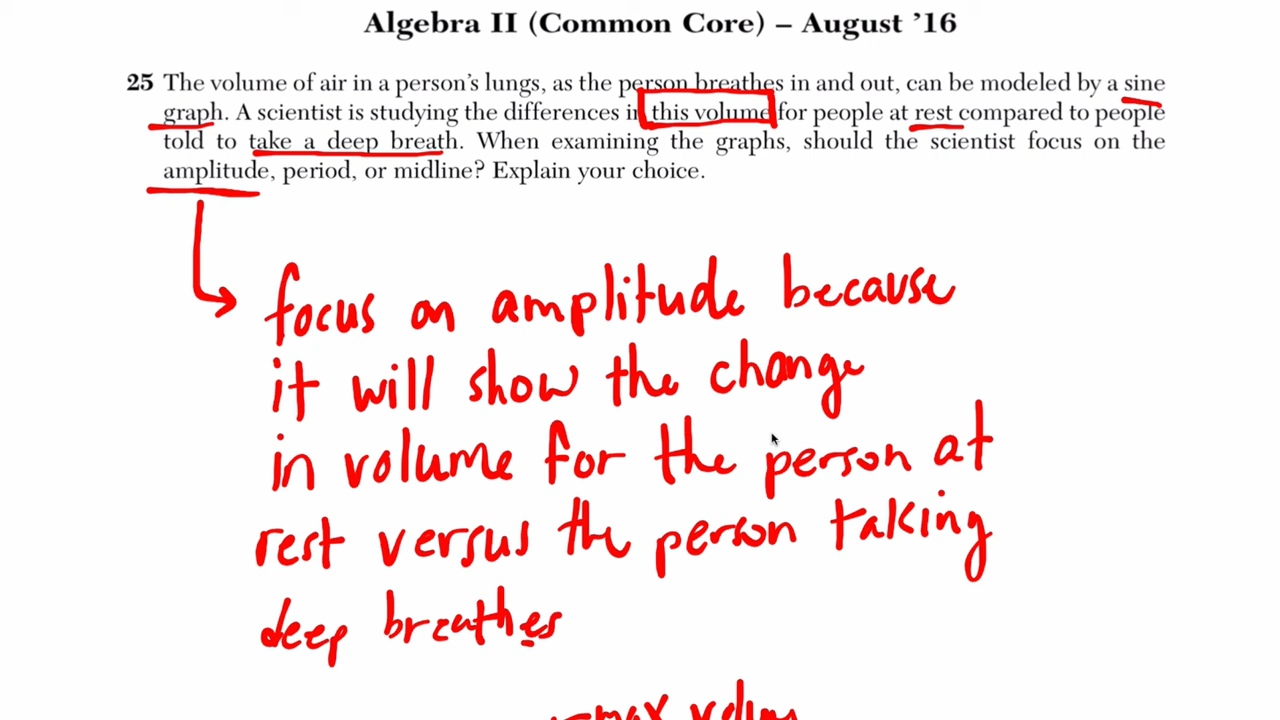 Algebra II (Common Core) – August ’16
25 The volume of air in a person’s lungs, as the person breathes in and out, can be modeled by a sine
graph. A scientist is studying the differences in this volume for people at rest compared to people
told to take a deep breath. When examining the graphs, should the scientist focus on the
amplitude, period, or midline? Explain your choice.
focus on amplitude because
it will show the change
in volume for the person at
rest versus the person taking
deep breathes
max